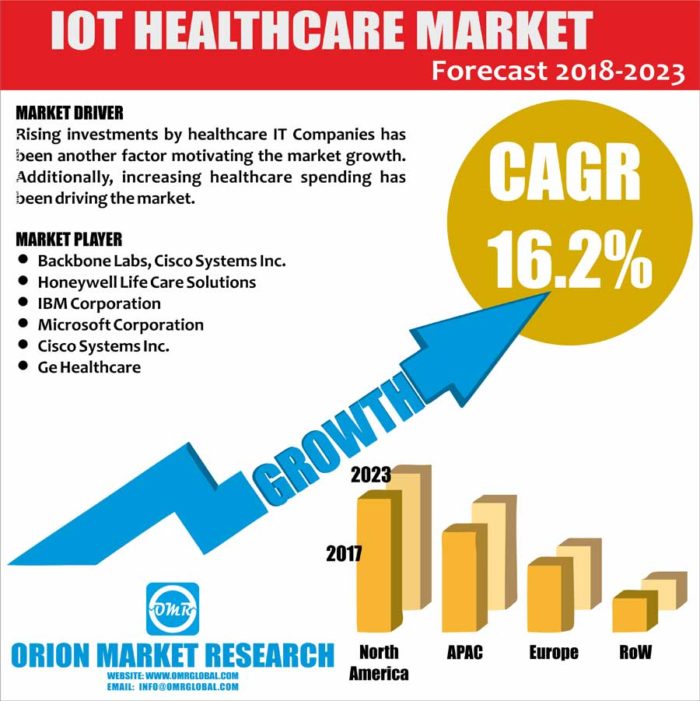 IOT HEALTHCARE MARKET
Forecast 2018-2023
MARKET DRIVER
Rising investments by healthcare IT Companies has
been another factor motivating the market growth.
Additionally, increasing healthcare spending has
been driving the market.
MARKET PLAYER
● Backbone Labs, Cisco Systems Inc.
● Honeywell Life Care Solutions
● IBM Corporation
● Microsoft Corporation
● Cisco Systems Inc.
● Ge Healthcare
CAGR
16.2%
GROWTH
2023
2017
North
America
APAC
Europe
RoW
OMR
ORION MARKET RESEARCH
WEBSITE: WWW.OMRGLOBAL.COM
EMAIL: INFO@OMRGLOBAL.COM